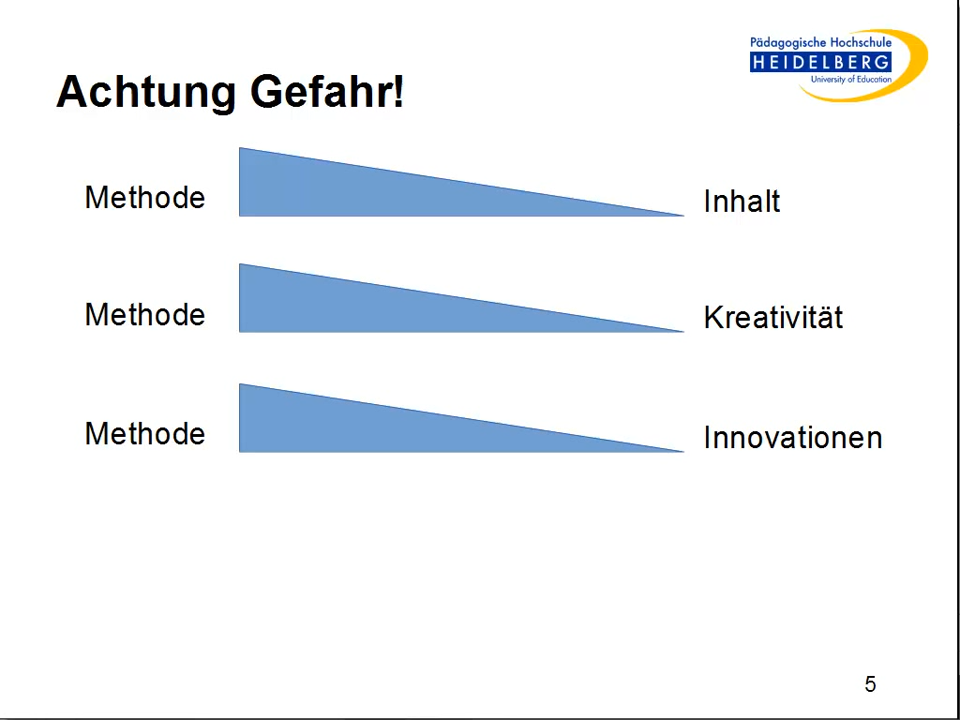 Pädagogische Hochschule
HEIDELBERG
University of Education
Achtung Gefahr!
Methode
Inhalt
Methode
Kreativität
Methode
Innovationen
5